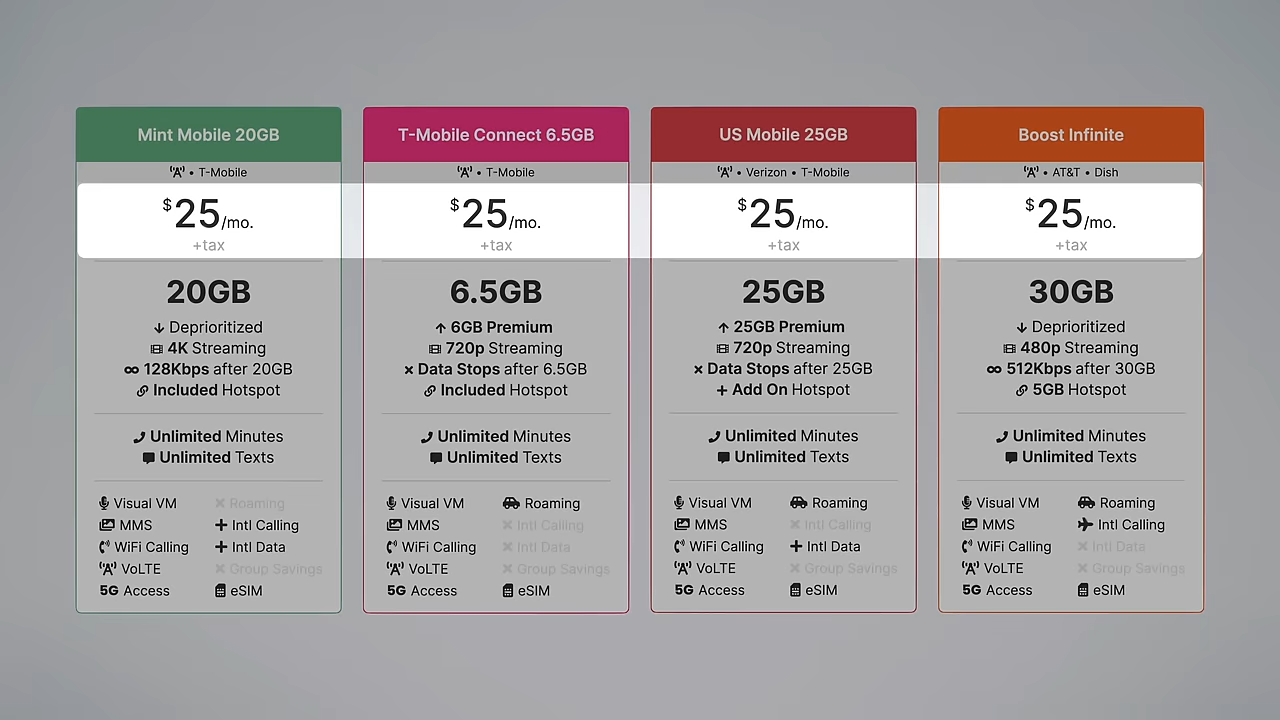 Mint Mobile 20GB
• T-Mobile
$25/mo.
+tax
20GB
↓ Deprioritized
4K Streaming
∞ 128Kbps after 20GB
Included Hotspot
Unlimited Minutes
Unlimited Texts
Visual VM
× Roaming
MMS
+ Intl Calling
WiFi Calling
+ Intl Data
VoLTE
× Group Savings
5G Access
eSIM
T-Mobile Connect 6.5GB
• T-Mobile
$25/mo.
+tax
6.5GB
↑ 6GB Premium
720p Streaming
× Data Stops after 6.5GB
Included Hotspot
Unlimited Minutes
Unlimited Texts
Visual VM
Roaming
MMS
× Intl Calling
WiFi Calling
× Intl Data
VoLTE
× Group Savings
5G Access
eSIM
US Mobile 25GB
• Verizon • T-Mobile
$25/mo.
+tax
25GB
↑ 25GB Premium
720p Streaming
× Data Stops after 25GB
+ Add On Hotspot
Unlimited Minutes
Unlimited Texts
Visual VM
Roaming
MMS
× Intl Calling
WiFi Calling
+ Intl Data
VoLTE
× Group Savings
5G Access
eSIM
Boost Infinite
• AT&T • Dish
$25/mo.
+tax
30GB
↓ Deprioritized
480p Streaming
∞ 512Kbps after 30GB
5GB Hotspot
Unlimited Minutes
Unlimited Texts
Visual VM
Roaming
MMS
Intl Calling
WiFi Calling
× Intl Data
VoLTE
× Group Savings
5G Access
eSIM